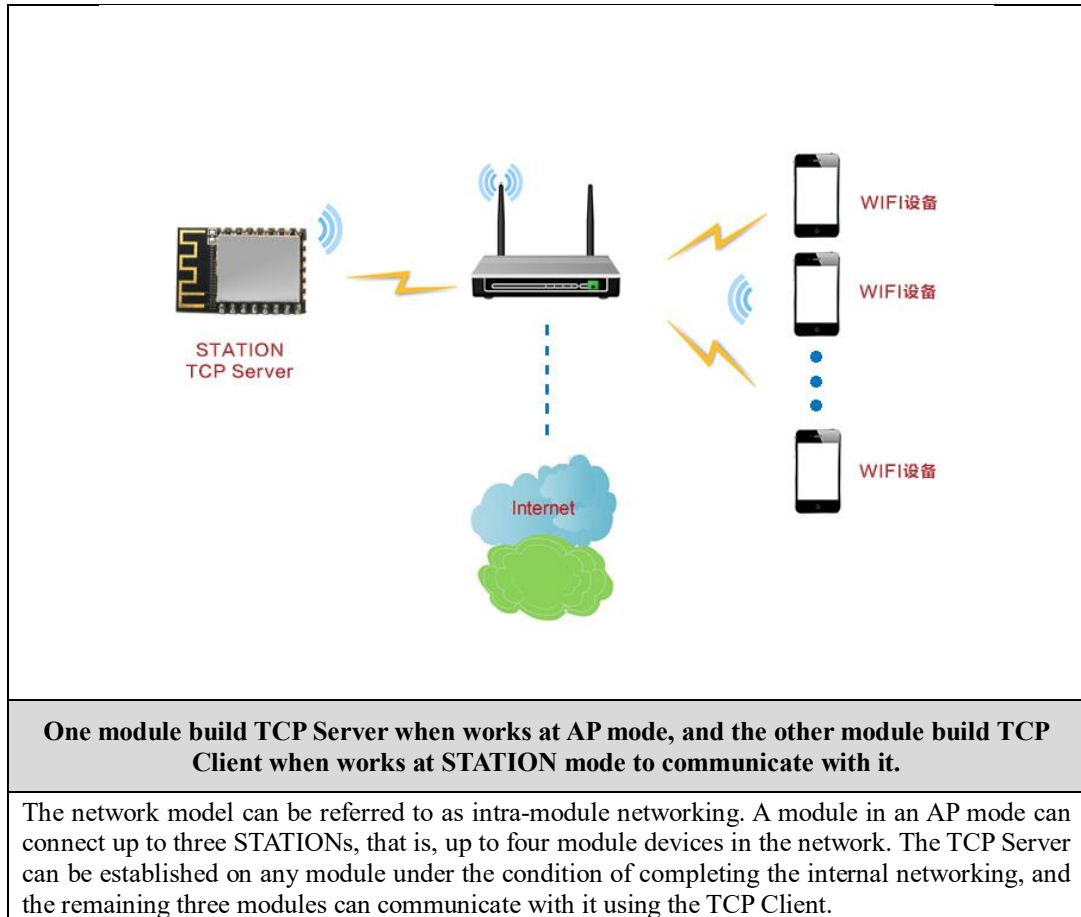 WIFI设备
WIFI设备
STATION
TCP Server
WIFI设备
Internet
One module build TCP Server when works at AP mode, and the other module build TCP
Client when works at STATION mode to communicate with it.
The network model can be referred to as intra-module networking. A module in an AP mode can
connect up to three STATIONs, that is, up to four module devices in the network. The TCP Server
can be established on any module under the condition of completing the internal networking, and
the remaining three modules can communicate with it using the TCP Client.